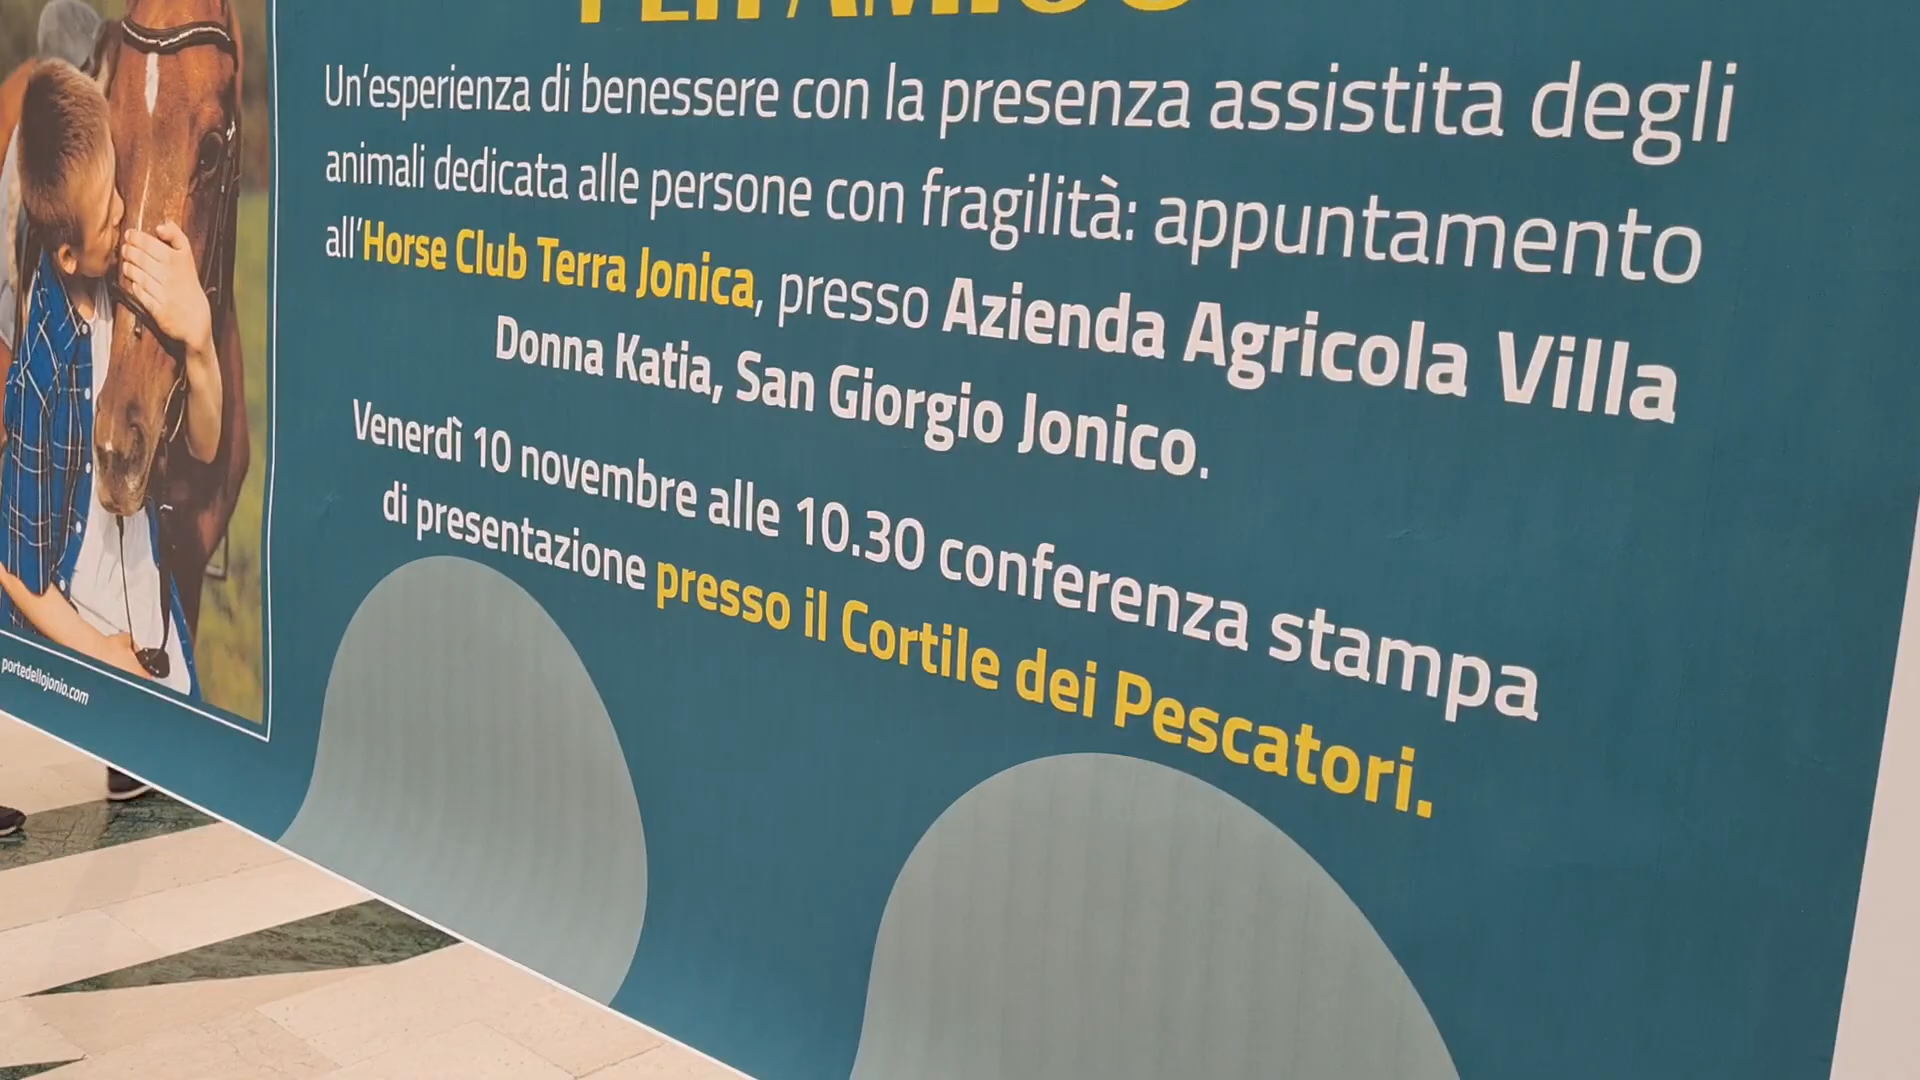 PER AMICO
Un'esperienza di benessere con la presenza assistita degli
animali dedicata alle persone con fragilità: appuntamento
all'Horse Club Terra Jonica, presso Azienda Agricola Villa
Donna Katia, San Giorgio Jonico.
Venerdì 10 novembre alle 10.30 conferenza stampa
di presentazione presso il Cortile dei Pescatori.
portedellojonio.com